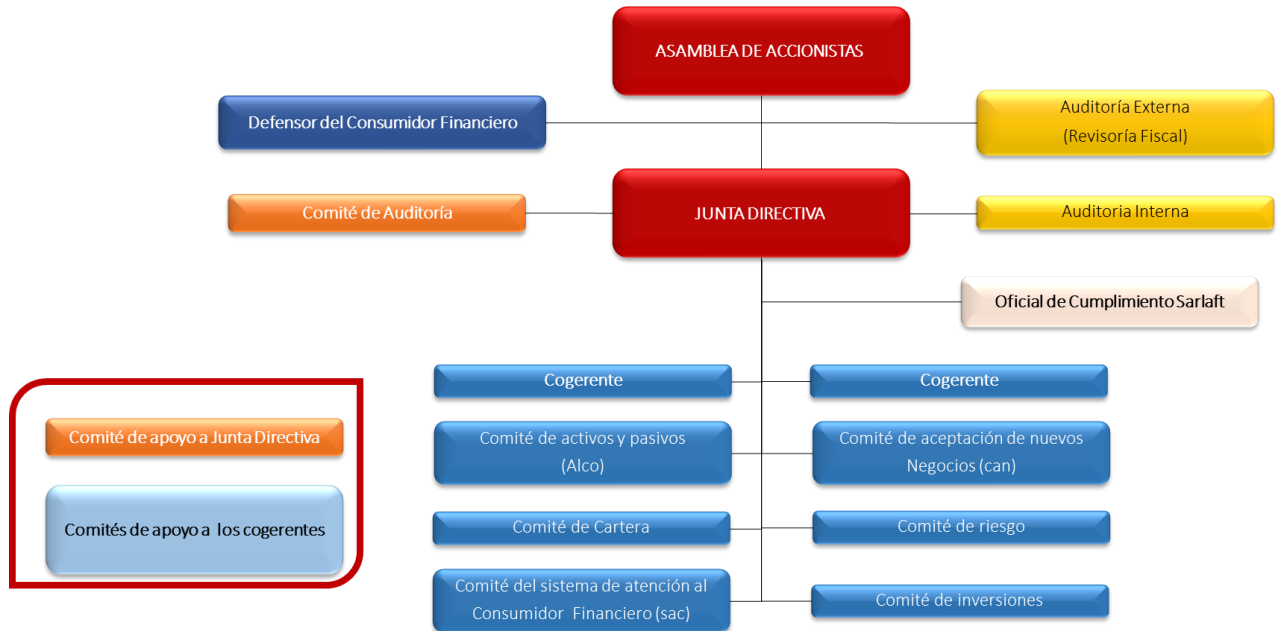 ASAMBLEA DE ACCIONISTAS
Defensor del Consumidor Financiero
Auditoría Externa
(Revisoría Fiscal)
Comité de Auditoría
JUNTA DIRECTIVA
Auditoria Interna
Oficial de Cumplimiento Sarlaft
Cogerente
Cogerente
Comité de apoyo a Junta Directiva
Comité de activos y pasivos
(Alco)
Comité de aceptación de nuevos
Negocios (can)
Comités de apoyo a los cogerentes
Comité de Cartera
Comité de riesgo
Comité del sistema de atención al
Consumidor Financiero (sac)
Comité de inversiones